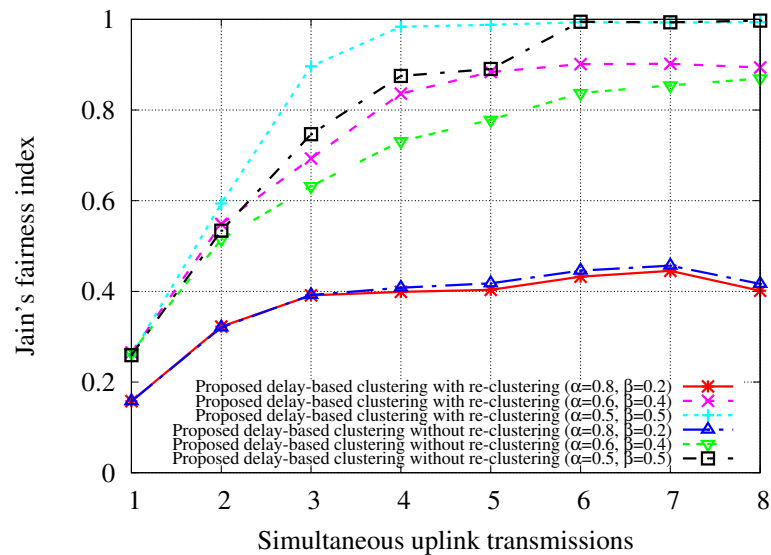 1
0.8
0.6
0.4
0.2
0
Jain's fairness index
Proposed delay-based clustering with re-clustering (α=0.8, β=0.2)
Proposed delay-based clustering with re-clustering (α=0.6, β=0.4)
Proposed delay-based clustering with re-clustering (α=0.5, β=0.5)
Proposed delay-based clustering without re-clustering (α=0.8, β=0.2)
Proposed delay-based clustering without re-clustering (α=0.6, β=0.4)
Proposed delay-based clustering without re-clustering (α=0.5, β=0.5)
1 2 3 4 5 6 7 8
Simultaneous uplink transmissions